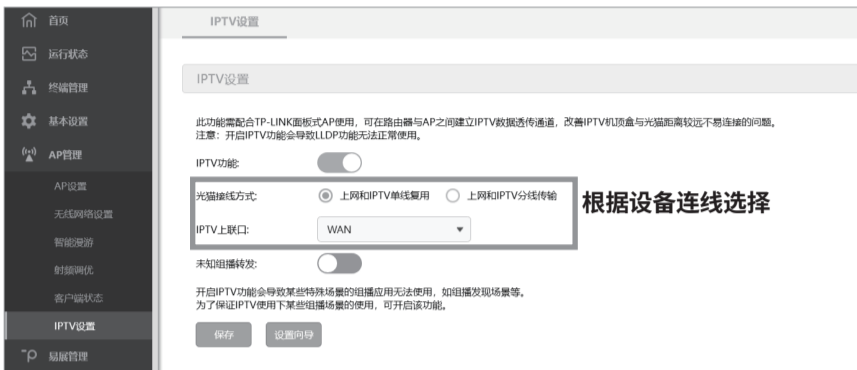 首页
运行状态
终端管理
基本设置
AP管理
AP设置
无线网络设置
智能漫游
射频调优
客户端状态
IPTV设置
易展管理
IPTV设置
IPTV设置
此功能需配合TP-LINK面板式AP使用，可在路由器与AP之间建立IPTV数据透传通道，改善IPTV机顶盒与光猫距离较远不易连接的问题。
注意：开启IPTV功能会导致LLDP功能无法正常使用。
IPTV功能:
光猫接线方式: 上网和IPTV单线复用 上网和IPTV分线传输
IPTV上联口: WAN
根据设备连线选择
未知组播转发:
开启IPTV功能会导致某些特殊场景的组播应用无法使用，如组播发现场景等。
为了保证IPTV使用下某些组播场景的使用，可开启该功能。
保存 设置向导